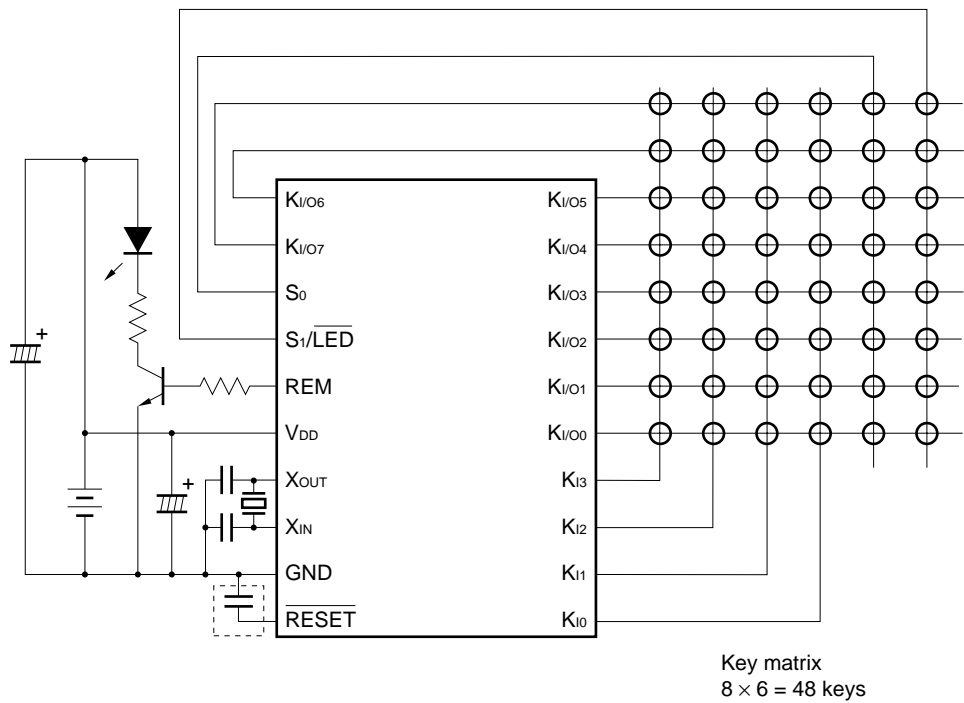 +
+
KI/O6
KI/O7
S0
S1/LED
REM
VDD
XOUT
XIN
GND
RESET
KI/O5
KI/O4
KI/O3
KI/O2
KI/O1
KI/O0
KI3
KI2
KI1
KI0
Key matrix
8 × 6 = 48 keys